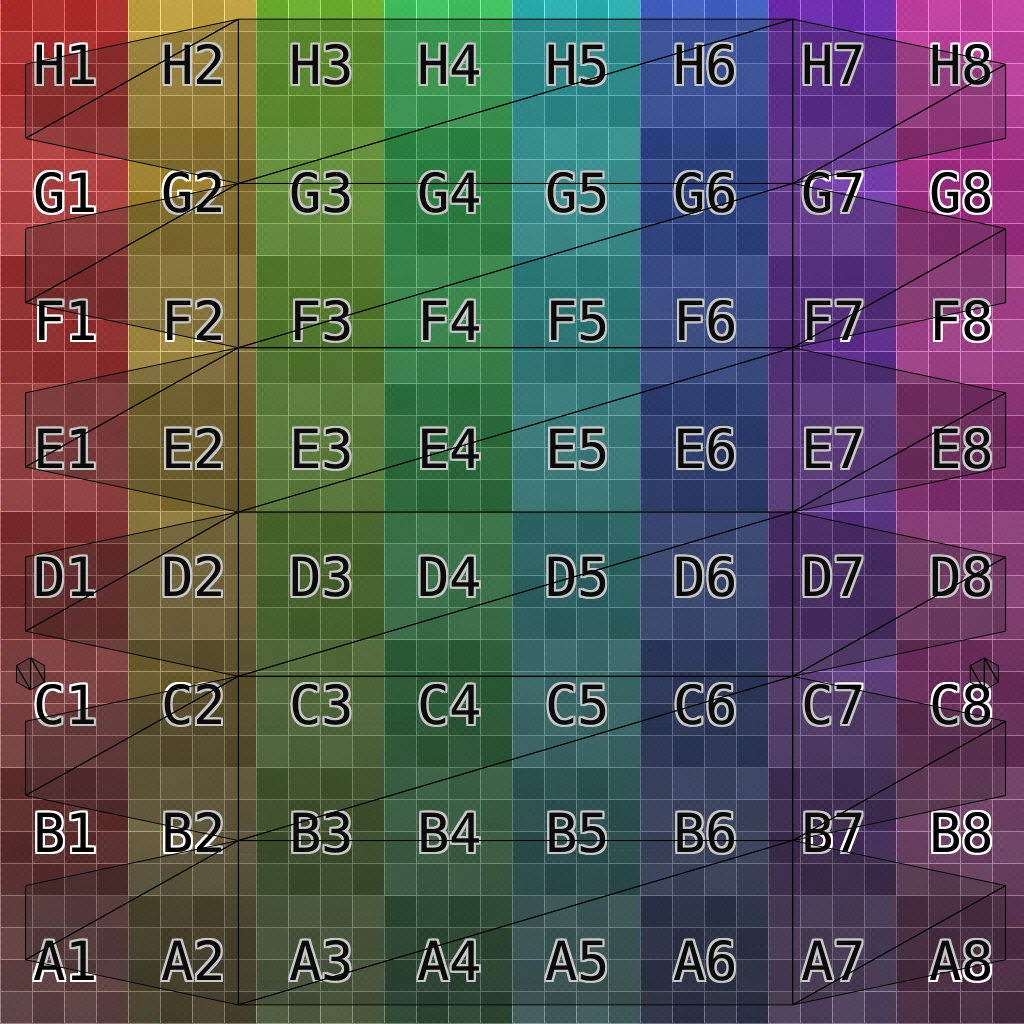 H1 H2 H3 H4 H5 H6 H7 H8
G1 G2 G3 G4 G5 G6 G7 G8
F1 F2 F3 F4 F5 F6 F7 F8
E1 E2 E3 E4 E5 E6 E7 E8
D1 D2 D3 D4 D5 D6 D7 D8
C1 C2 C3 C4 C5 C6 C7 C8
B1 B2 B3 B4 B5 B6 B7 B8
A1 A2 A3 A4 A5 A6 A7 A8